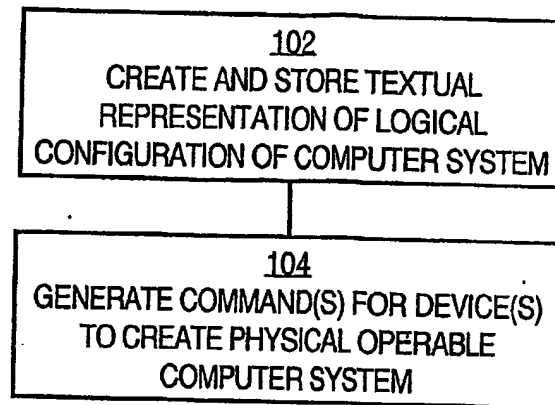 102
CREATE AND STORE TEXTUAL
REPRESENTATION OF LOGICAL
CONFIGURATION OF COMPUTER SYSTEM
104
GENERATE COMMAND(S) FOR DEVICE(S)
TO CREATE PHYSICAL OPERABLE
COMPUTER SYSTEM